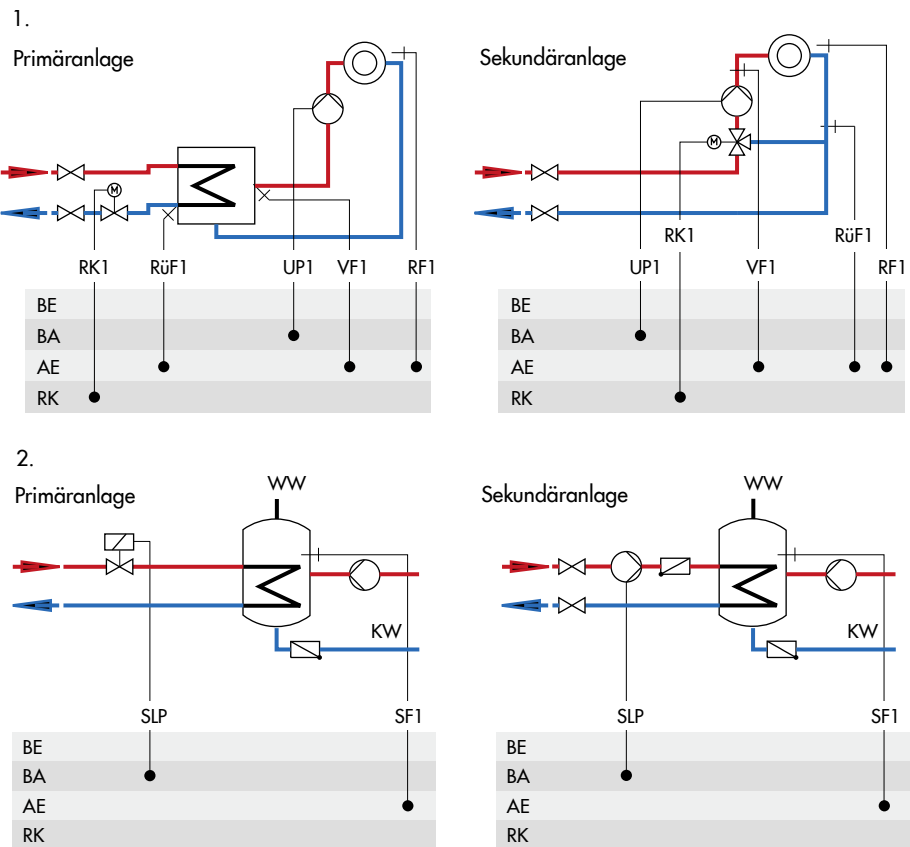 1.
Primäranlage
M
RK1 RüF1 UP1 VF1 RF1
BE
BA
AE
RK
Sekundäranlage
M
RK1 RüF1
UP1 VF1 RF1
BE
BA
AE
RK
2.
Primäranlage
WW
KW
SLP SF1
BE
BA
AE
RK
Sekundäranlage
WW
KW
SLP SF1
BE
BA
AE
RK